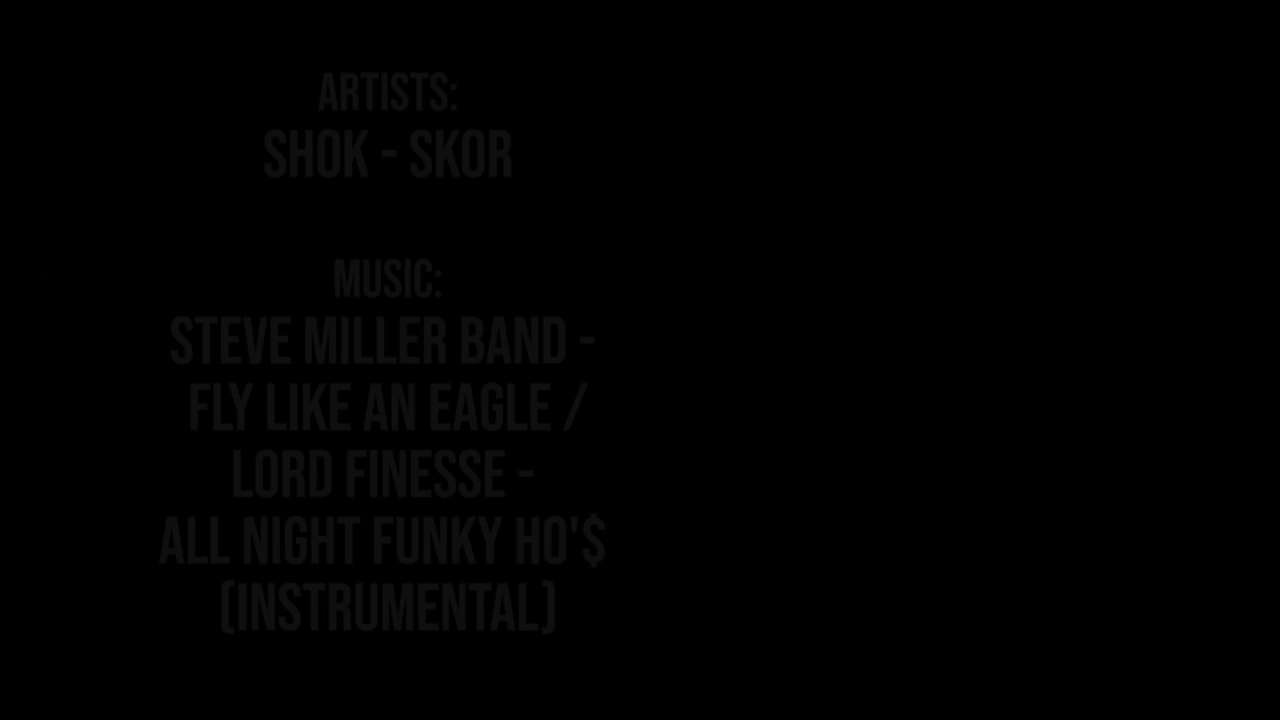 ARTISTS:
SHOK - SKOR
MUSIC:
STEVE MILLER BAND -
FLY LIKE AN EAGLE /
LORD FINESSE -
ALL NIGHT FUNKY HO'$
(INSTRUMENTAL)